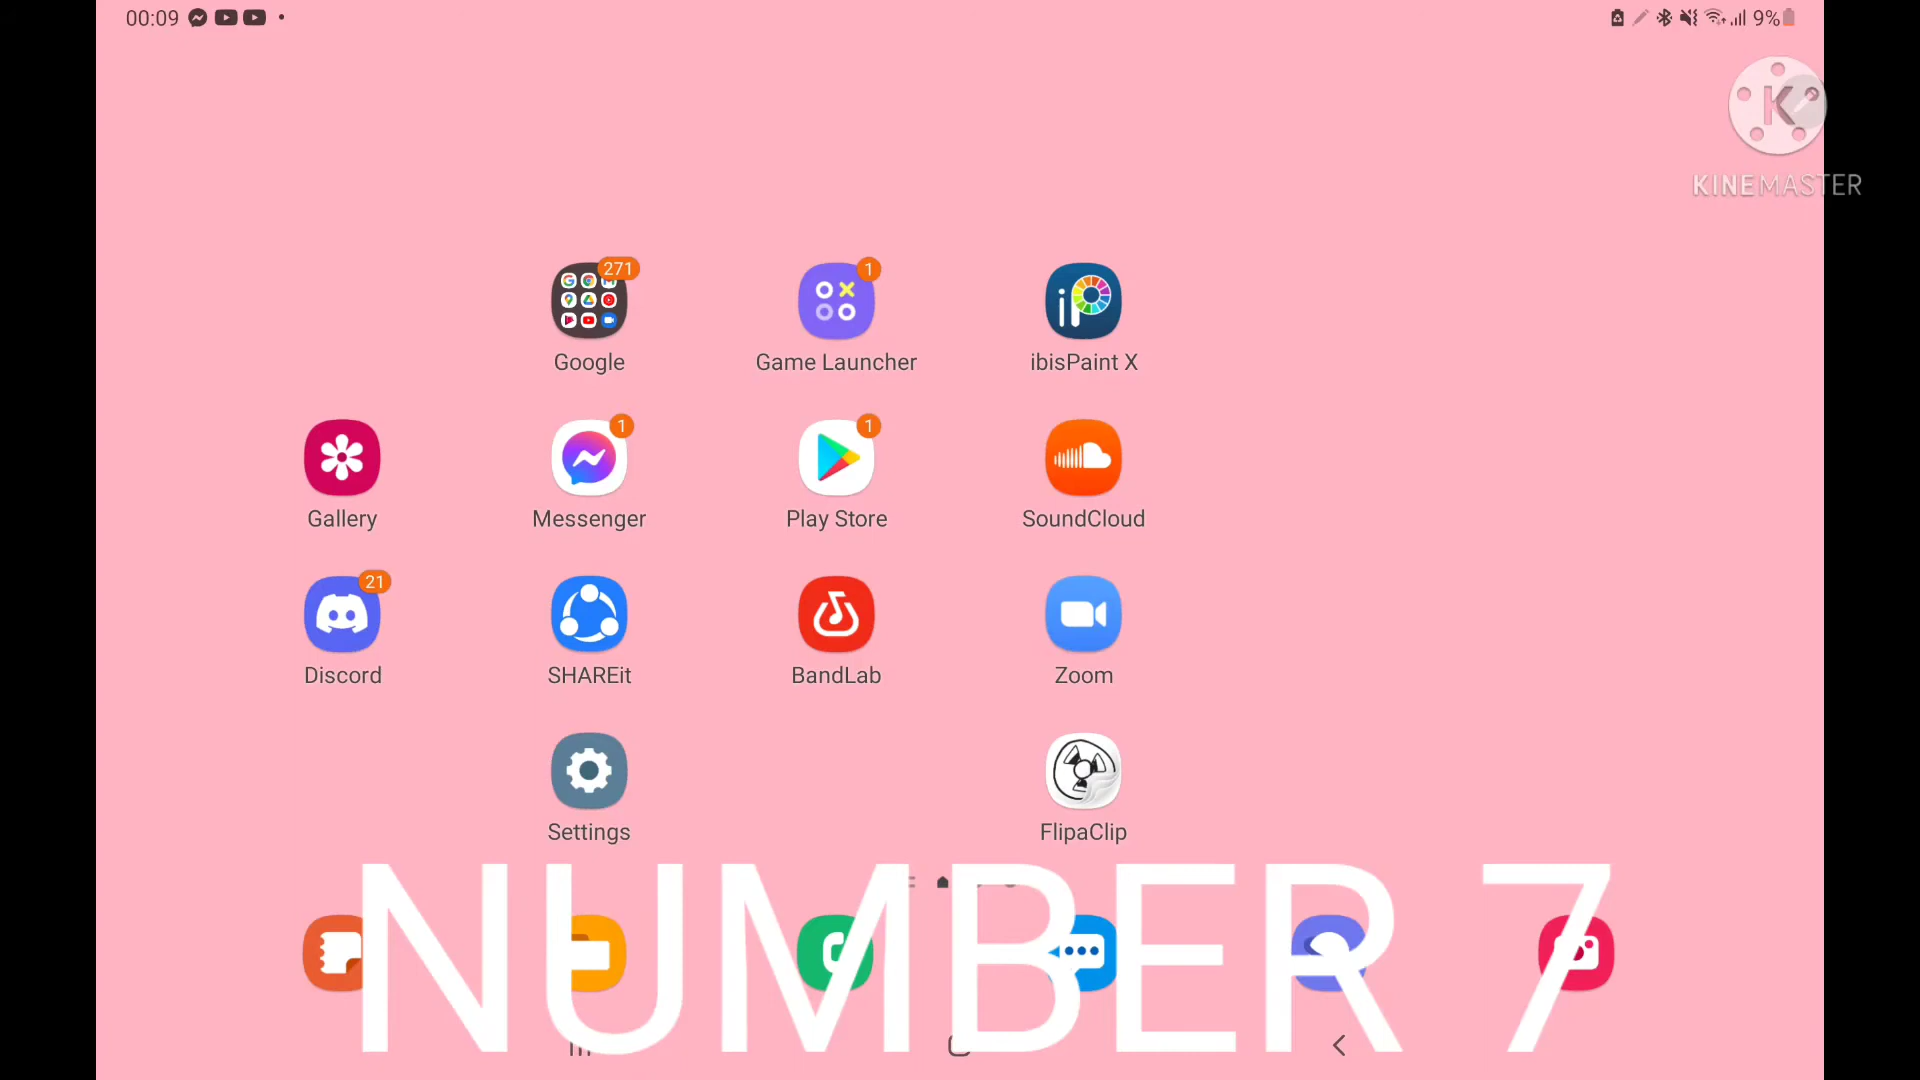 00:09
9%
K
KINEMASTER
271
1
iP
Google
Game Launcher
ibisPaint X
1
1
Gallery
Messenger
Play Store
SoundCloud
21
Discord
SHAREit
BandLab
Zoom
Settings
FlipaClip
NUMBER 7